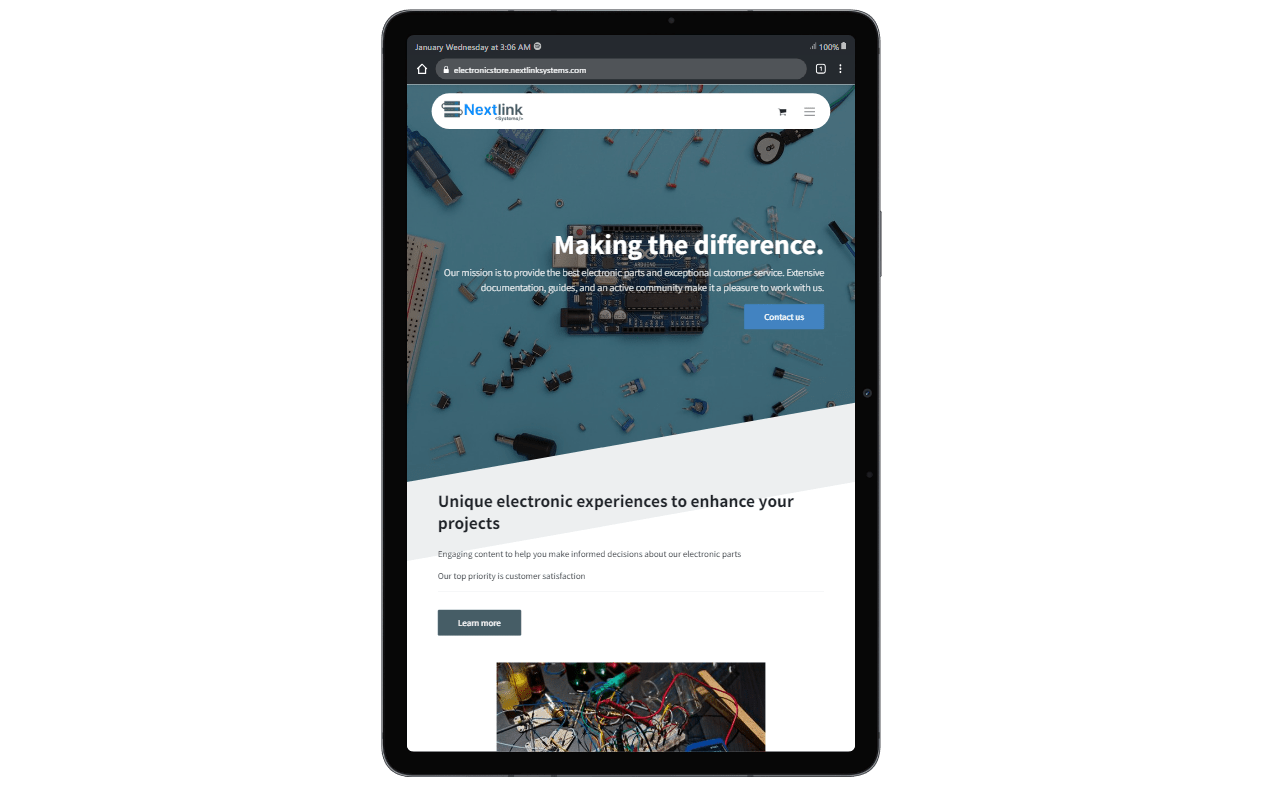 January Wednesday at 3:06 AM
100%
electronicstore.nextlinksystems.com
1
Nextlink
<Systems/>
Making the difference.
Our mission is to provide the best electronic parts and exceptional customer service. Extensive
documentation, guides, and an active community make it a pleasure to work with us.
Contact us
Unique electronic experiences to enhance your
projects
Engaging content to help you make informed decisions about our electronic parts
Our top priority is customer satisfaction
Learn more